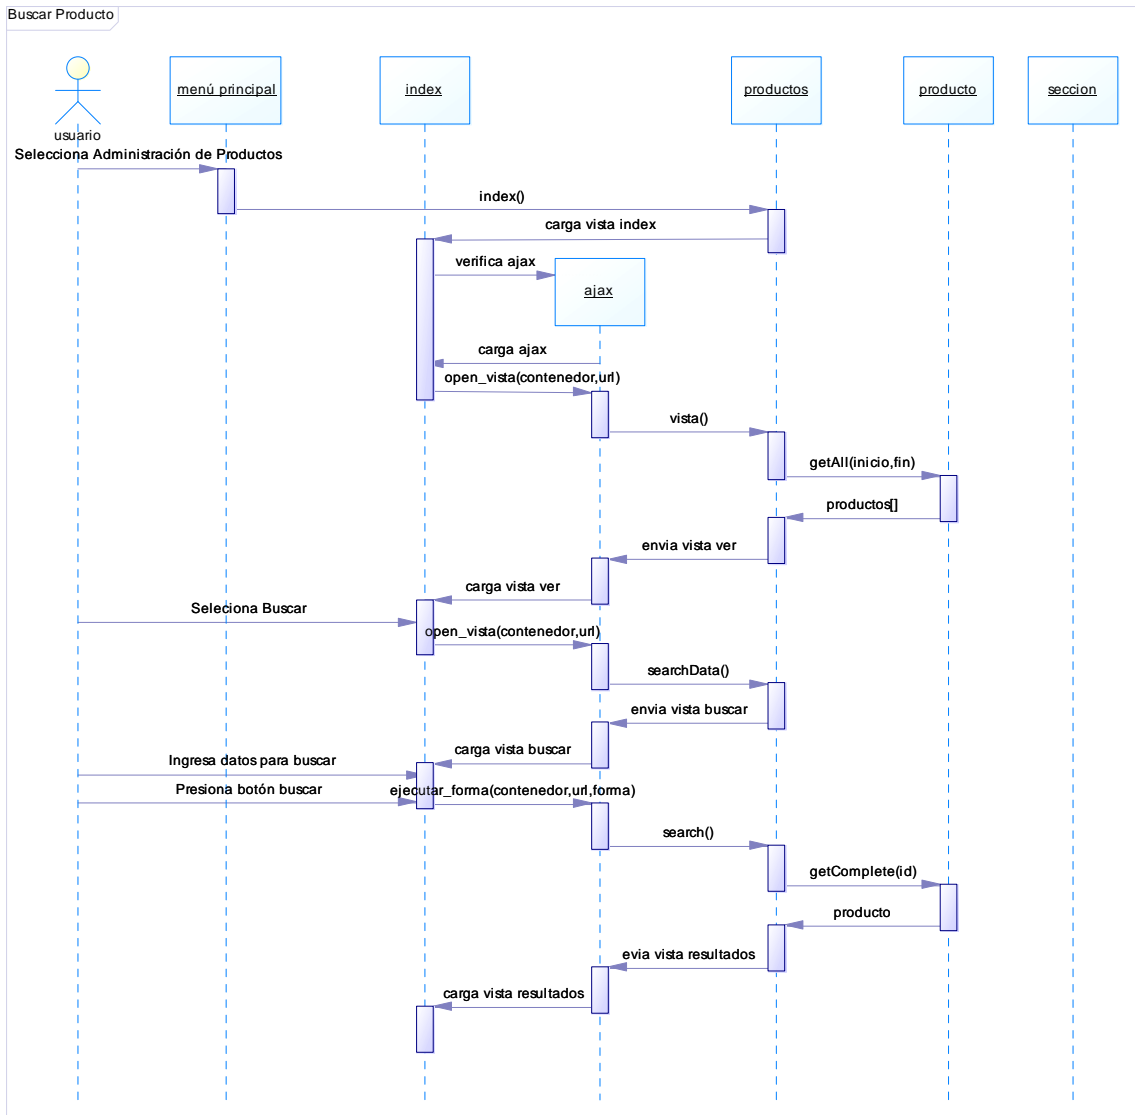 Buscar Producto
menú principal
index
productos
producto
seccion
usuario
Selecciona Administración de Productos
index()
carga vista index
verifica ajax
ajax
carga ajax
open_vista(contenedor,url)
vista()
getAll(inicio,fin)
productos[]
envia vista ver
carga vista ver
Seleciona Buscar
open_vista(contenedor,url)
searchData()
envia vista buscar
carga vista buscar
Ingresa datos para buscar
Presiona botón buscar
ejecutar_forma(contenedor,url,forma)
search()
getComplete(id)
producto
evia vista resultados
carga vista resultados